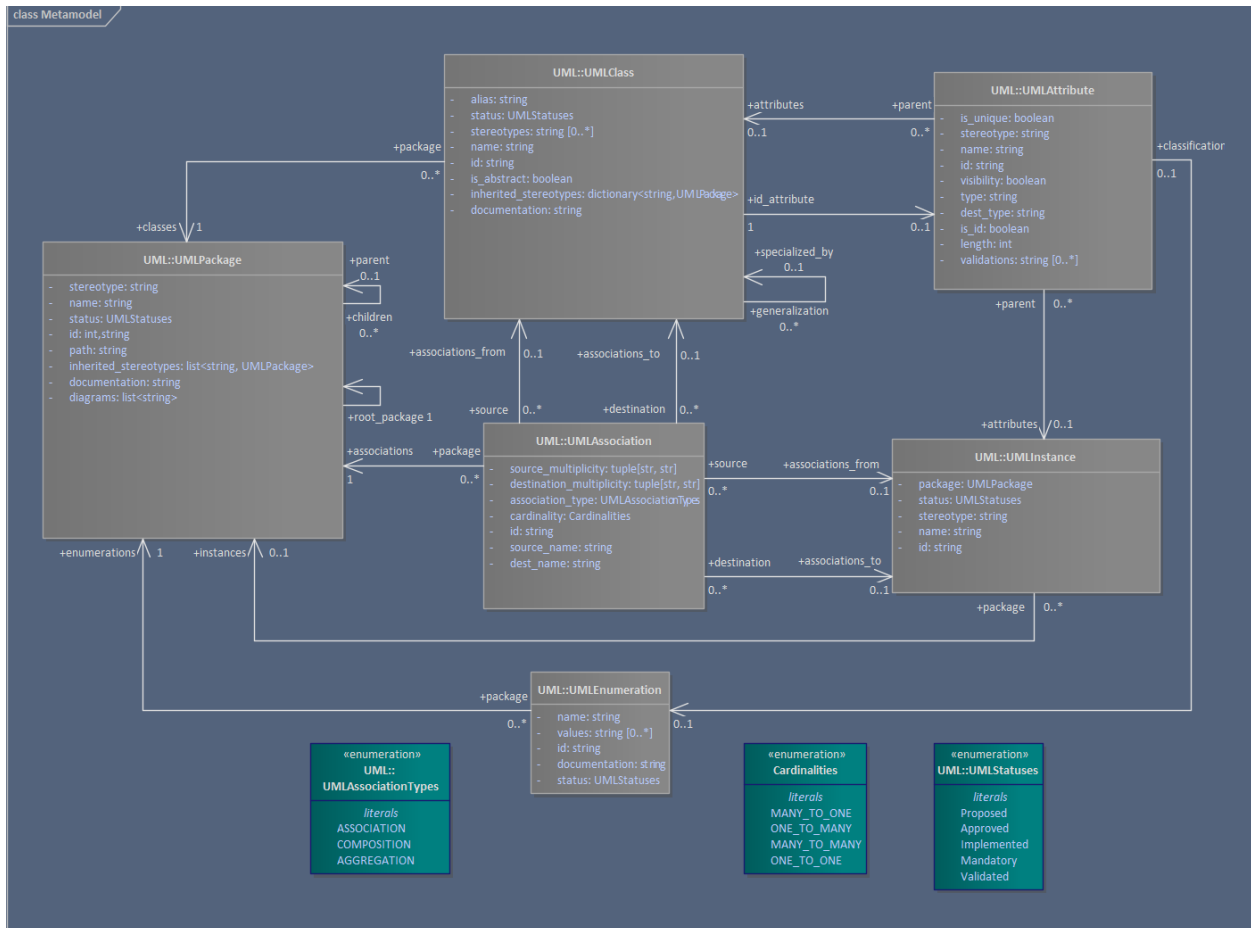 class Metamodel
UML::UMLClass
- alias: string
- status: UMLStatuses
- stereotypes: string [0..*]
- name: string
- id: string
- is_abstract: boolean
- inherited_stereotypes: dictionary<string,UMLPackage>
- documentation: string
UML::UMLAttribute
- is_unique: boolean
- stereotype: string
- name: string
- id: string
- visibility: boolean
- type: string
- dest_type: string
- is_id: boolean
- length: int
- validations: string [0..*]
+attributes
+parent
0..1
0..*
+classificatior
0..1
+package
0..*
+classes
1
+id_attribute
1
0..1
+specialized_by
0..1
+generalization
0..*
UML::UMLPackage
- stereotype: string
- name: string
- status: UMLStatuses
- id: int,string
- path: string
- inherited_stereotypes: list<string, UMLPackage>
- documentation: string
- diagrams: list<string>
+parent
0..1
+children
0..*
+root_package 1
+associations_from
0..1
+associations_to
0..1
+source
0..*
+destination
0..*
+parent
0..*
+attributes
0..1
+associations
1
+package
0..*
UML::UMLAssociation
- source_multiplicity: tuple[str, str]
- destination_multiplicity: tuple[str, str]
- association_type: UMLAssociationTypes
- cardinality: Cardinalities
- id: string
- source_name: string
- dest_name: string
+source
0..*
+associations_from
0..1
+destination
0..*
+associations_to
0..1
UML::UMLInstance
- package: UMLPackage
- status: UMLStatuses
- stereotype: string
- name: string
- id: string
+package
0..*
+enumerations
1
+instances
0..1
+package
0..*
UML::UMLEnumeration
- name: string
- values: string [0..*]
- id: string
- documentation: string
- status: UMLStatuses
0..1
«enumeration»
UML::
UMLAssociationTypes
literals
ASSOCIATION
COMPOSITION
AGGREGATION
«enumeration»
Cardinalities
literals
MANY_TO_ONE
ONE_TO_MANY
MANY_TO_MANY
ONE_TO_ONE
«enumeration»
UML::UMLStatuses
literals
Proposed
Approved
Implemented
Mandatory
Validated